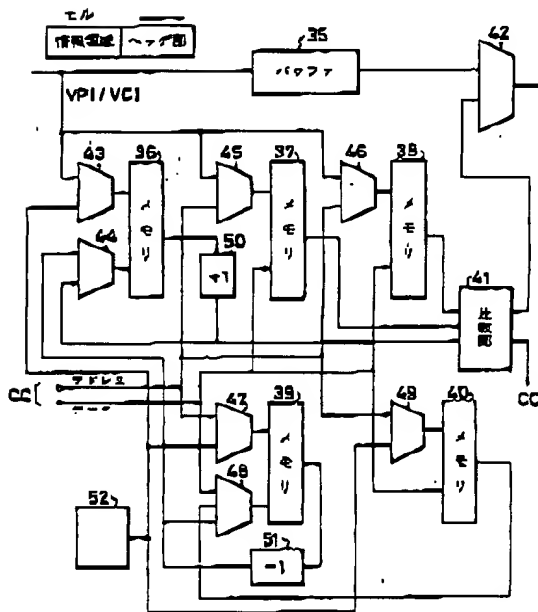 セル
情報領域 ヘッダ部
35
42
バッファ
VPI/VCI
43
36
45
37
46
38
メモリ
メモリ
メモリ
44
50
+1
41
比較部
CC
アドレス
データ
CC
47
39
49
40
メモリ
メモリ
48
52
51
-1